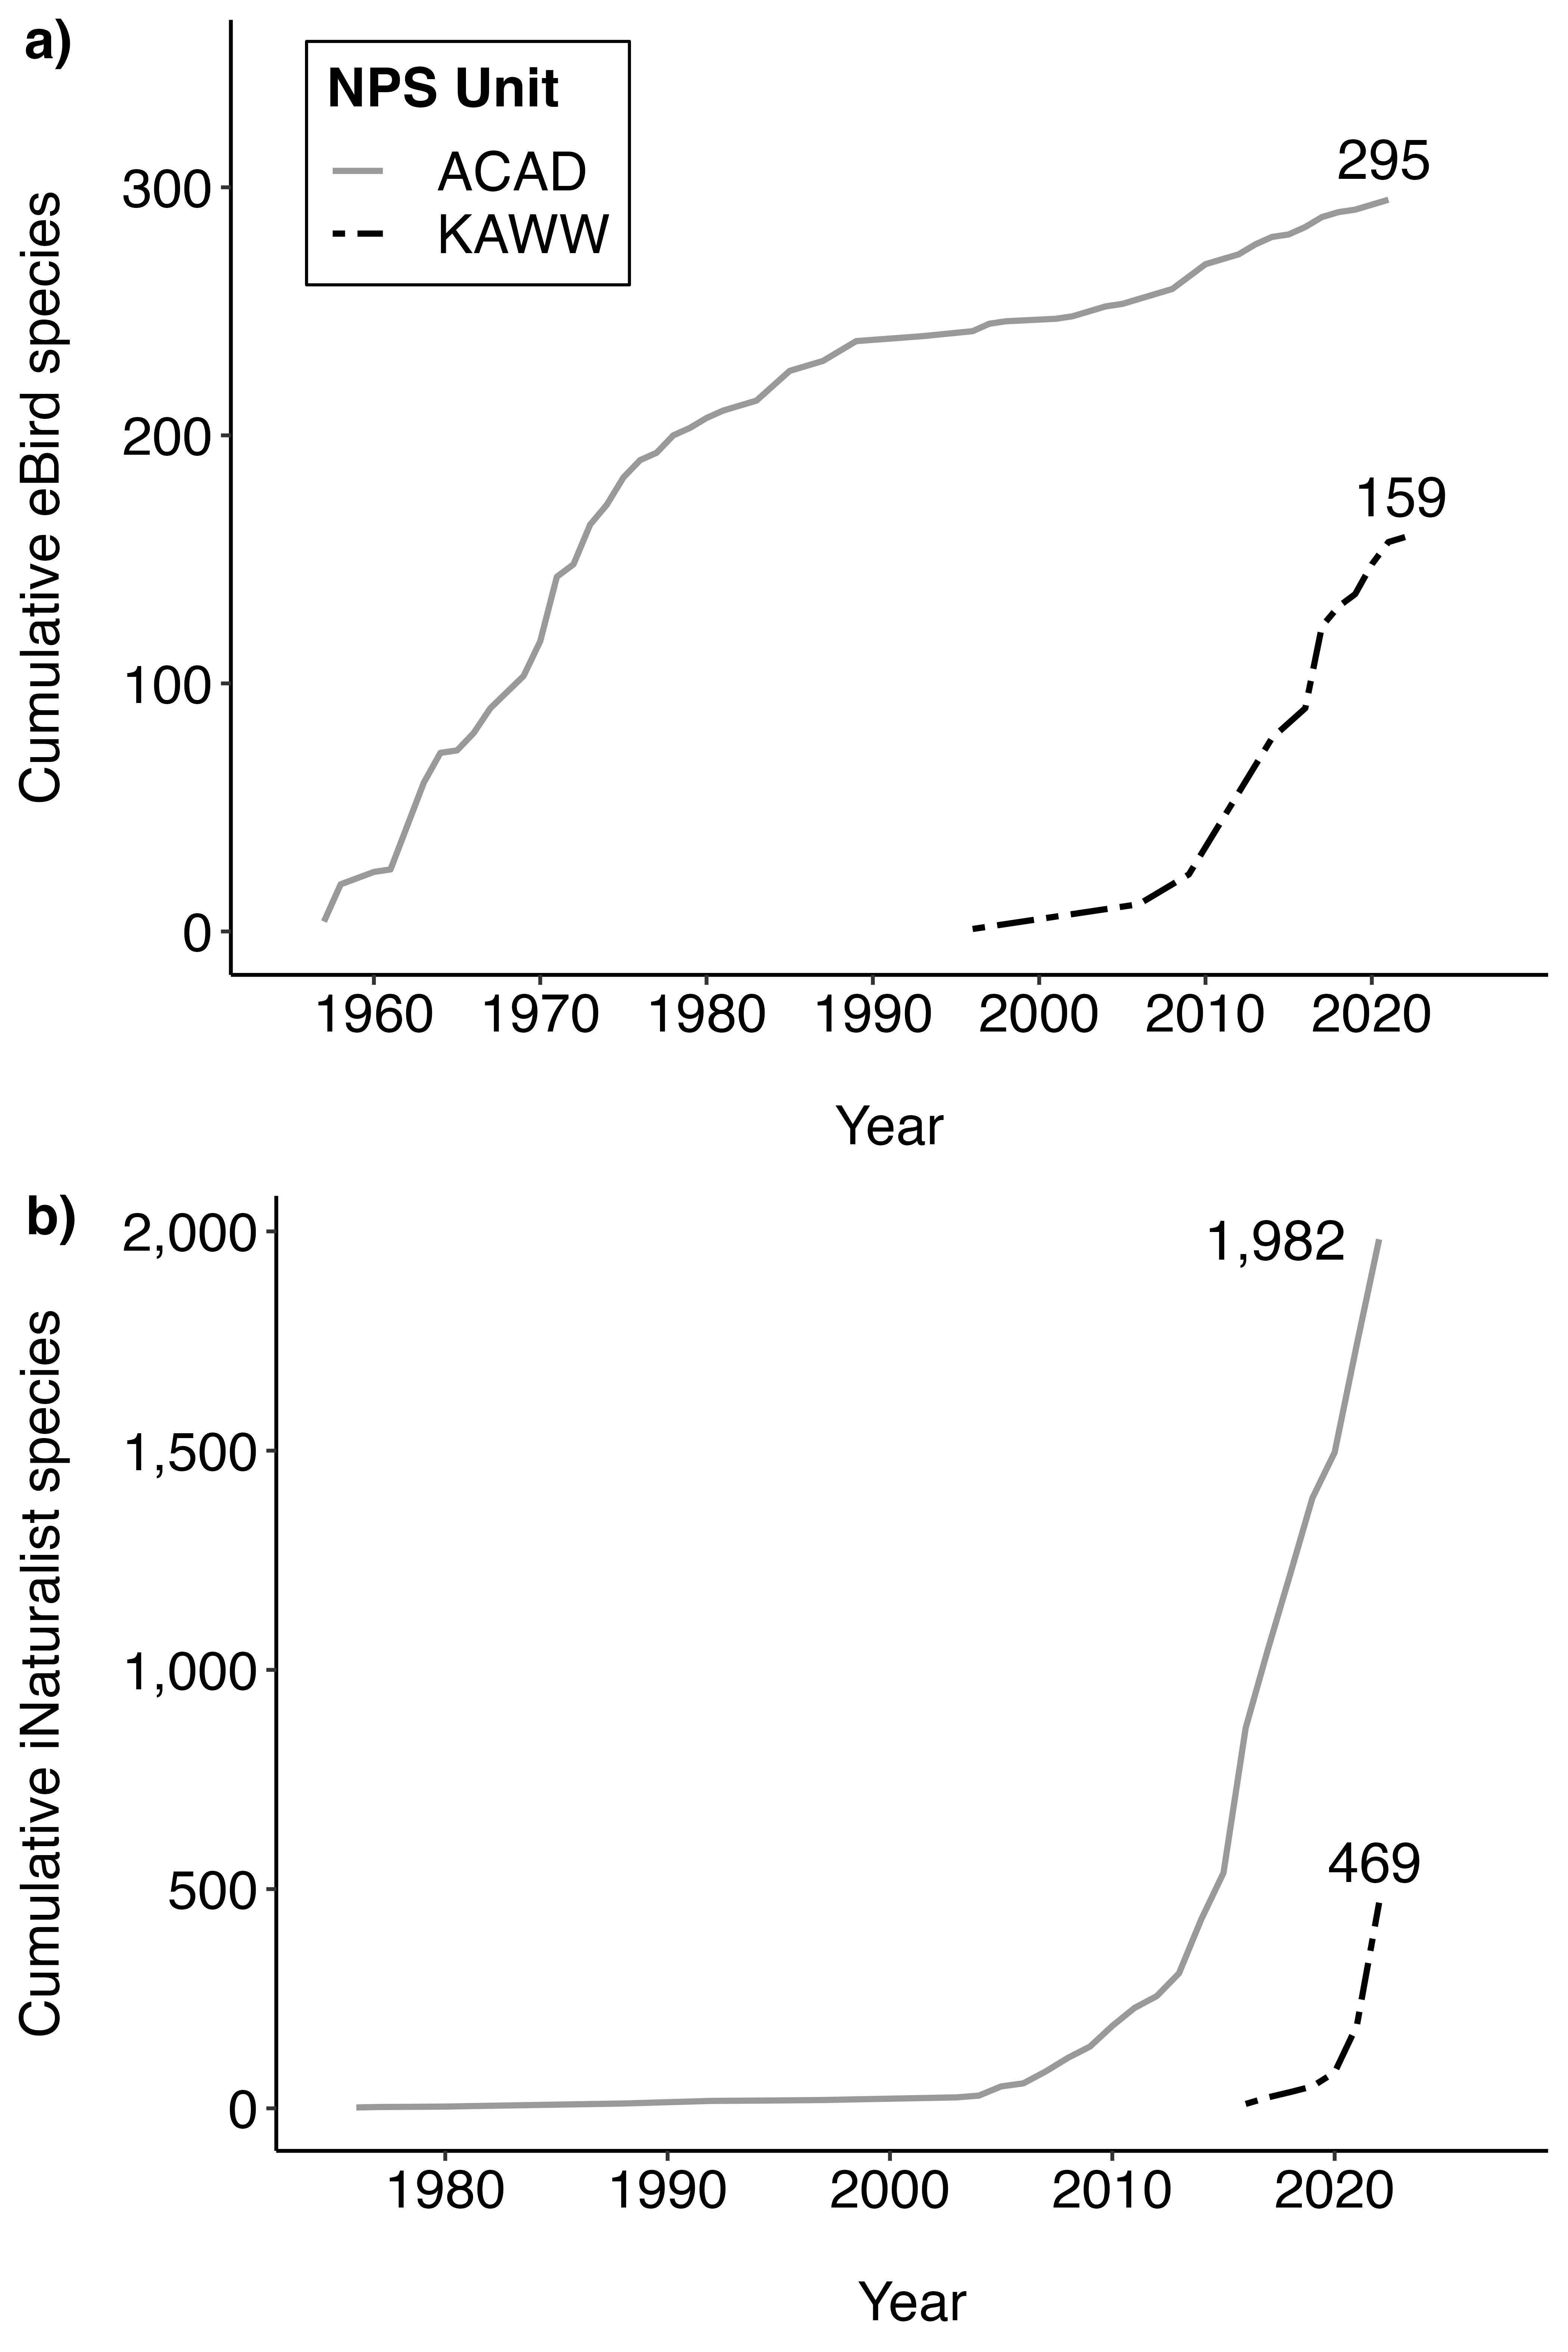 a)
NPS Unit
ACAD
KAWW
Cumulative eBird species
300
200
100
0
295
159
1960 1970 1980 1990 2000 2010 2020
Year
b)
Cumulative iNaturalist species
2,000
1,500
1,000
500
0
1,982
469
1980 1990 2000 2010 2020
Year